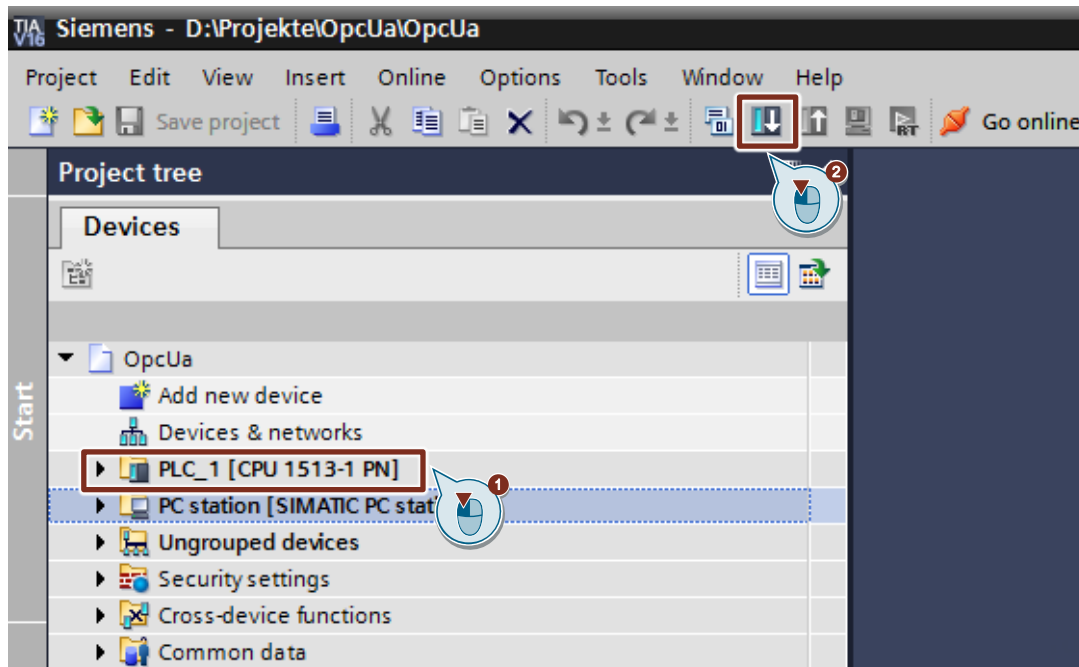 TIA V16 Siemens - D:\Projekte\OpcUa\OpcUa
Project Edit View Insert Online Options Tools Window Help
Save project RT Go online
Project tree
2
Devices
OpcUa
Add new device
Start
Devices & networks
PLC_1 [CPU 1513-1 PN]
1
PC station [SIMATIC PC stat
Ungrouped devices
Security settings
Cross-device functions
Common data